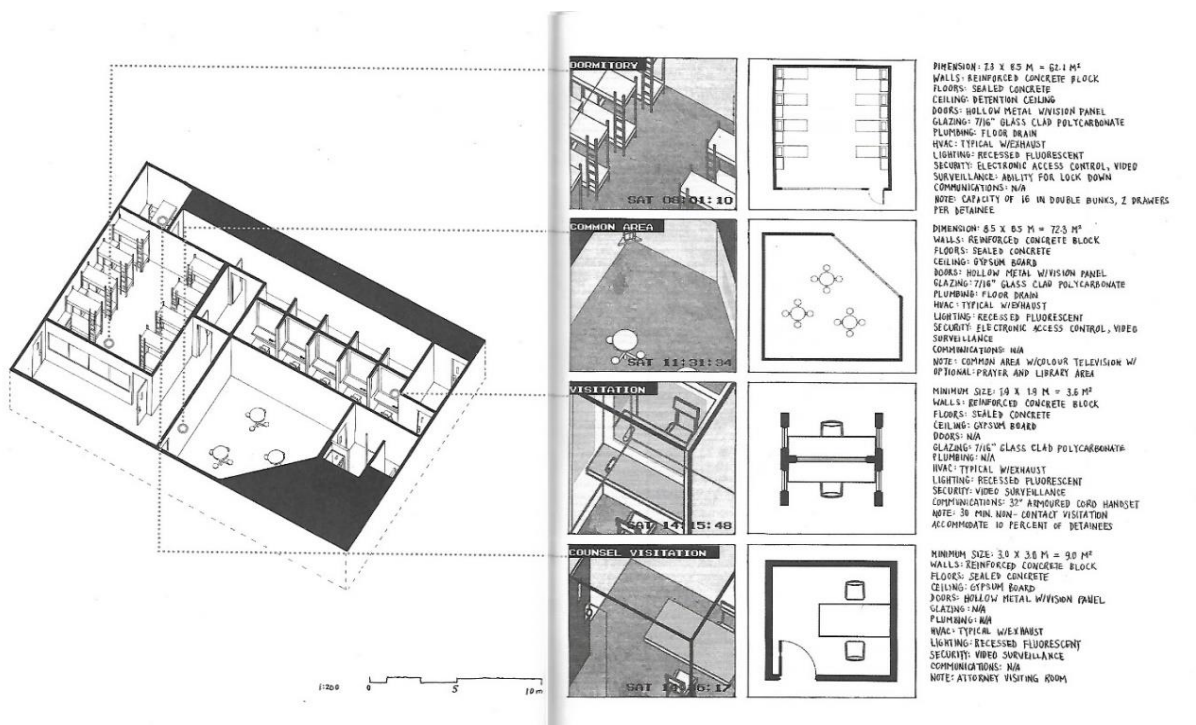 DORMITORY
SAT 08:01:10
DIMENSION: 7.3 X 8.5 M = 62.1 M²
WALLS: REINFORCED CONCRETE BLOCK
FLOORS: SEALED CONCRETE
CEILING: DETENTION CEILING
DOORS: HOLLOW METAL W/VISION PANEL
GLAZING: 7/16" GLASS CLAD POLYCARBONATE
PLUMBING: FLOOR DRAIN
HVAC: TYPICAL W/EXHAUST
LIGHTING: RECESSED FLUORESCENT
SECURITY: ELECTRONIC ACCESS CONTROL, VIDEO
SURVEILLANCE: ABILITY FOR LOCK DOWN
COMMUNICATIONS: N/A
NOTE: CAPACITY OF 16 IN DOUBLE BUNKS, 2 DRAWERS
PER DETAINEE
COMMON AREA
SAT 11:31:34
DIMENSION: 8.5 X 8.5 M = 72.3 M²
WALLS: REINFORCED CONCRETE BLOCK
FLOORS: SEALED CONCRETE
CEILING: GYPSUM BOARD
DOORS: HOLLOW METAL W/VISION PANEL
GLAZING: 7/16" GLASS CLAD POLYCARBONATE
PLUMBING: FLOOR DRAIN
HVAC: TYPICAL W/EXHAUST
LIGHTING: RECESSED FLUORESCENT
SECURITY: ELECTRONIC ACCESS CONTROL, VIDEO
SURVEILLANCE
COMMUNICATIONS: N/A
NOTE: COMMON AREA W/COLOUR TELEVISION W/
OPTIONAL: PRAYER AND LIBRARY AREA
VISITATION
SAT 14:15:48
MINIMUM SIZE: 1.9 X 1.9 M = 3.6 M²
WALLS: REINFORCED CONCRETE BLOCK
FLOORS: SEALED CONCRETE
CEILING: GYPSUM BOARD
DOORS: N/A
GLAZING: 7/16" GLASS CLAD POLYCARBONATE
PLUMBING: N/A
HVAC: TYPICAL W/EXHAUST
LIGHTING: RECESSED FLUORESCENT
SECURITY: VIDEO SURVEILLANCE
COMMUNICATIONS: 32" ARMOURED CORD HANDSET
NOTE: 30 MIN. NON-CONTACT VISITATION
ACCOMMODATE 10 PERCENT OF DETAINEES
COUNSEL VISITATION
SAT
MINIMUM SIZE: 3.0 X 3.0 M = 9.0 M²
WALLS: REINFORCED CONCRETE BLOCK
FLOORS: SEALED CONCRETE
CEILING: GYPSUM BOARD
DOORS: HOLLOW METAL W/VISION PANEL
GLAZING: N/A
PLUMBING: N/A
HVAC: TYPICAL W/EXHAUST
LIGHTING: RECESSED FLUORESCENT
SECURITY: VIDEO SURVEILLANCE
COMMUNICATIONS: N/A
NOTE: ATTORNEY VISITING ROOM
1:200 0 5 10 m